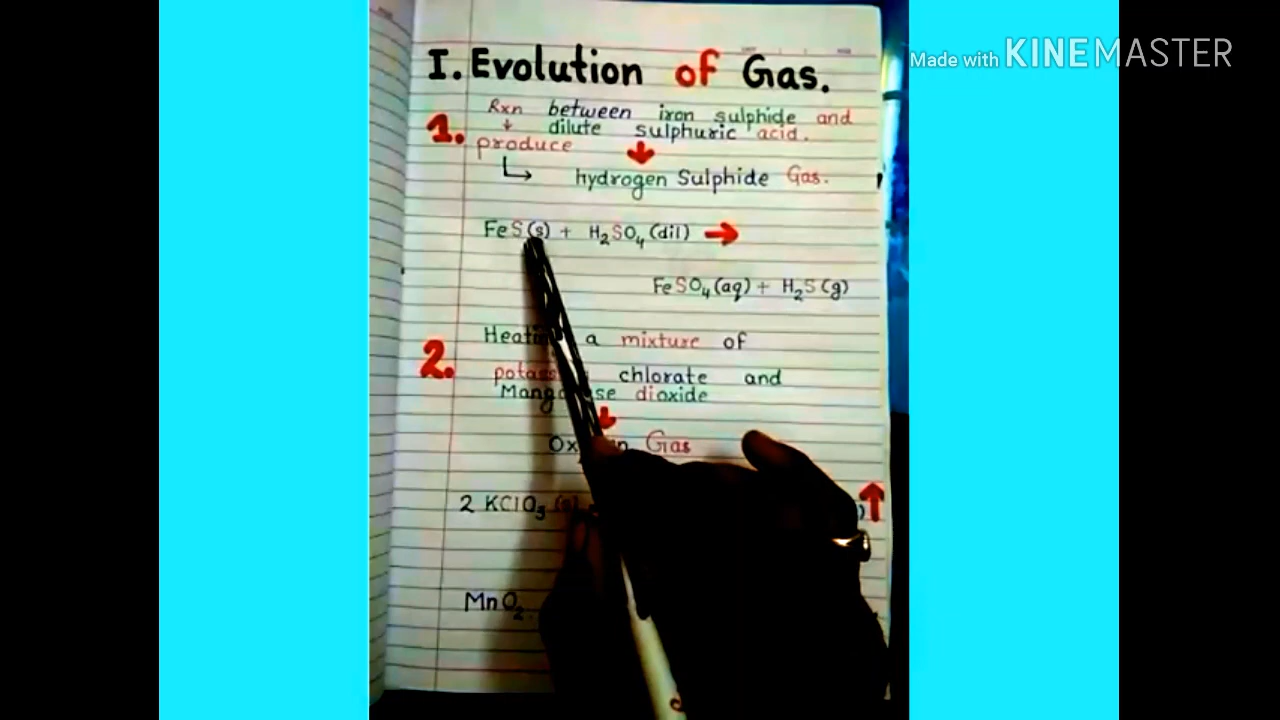 Made with KINEMASTER
I. Evolution of Gas.
Rxn between iron sulphide and
1. ↓ dilute sulphuric acid.
produce ↓
↳ hydrogen Sulphide Gas.
FeS(s) + H₂SO₄(dil) →
FeSO₄(aq) + H₂S(g)
a mixture of
2.
chlorate and
dioxide
↓
Gas
2 KClO₃ (s)
) ↑
MnO₂.